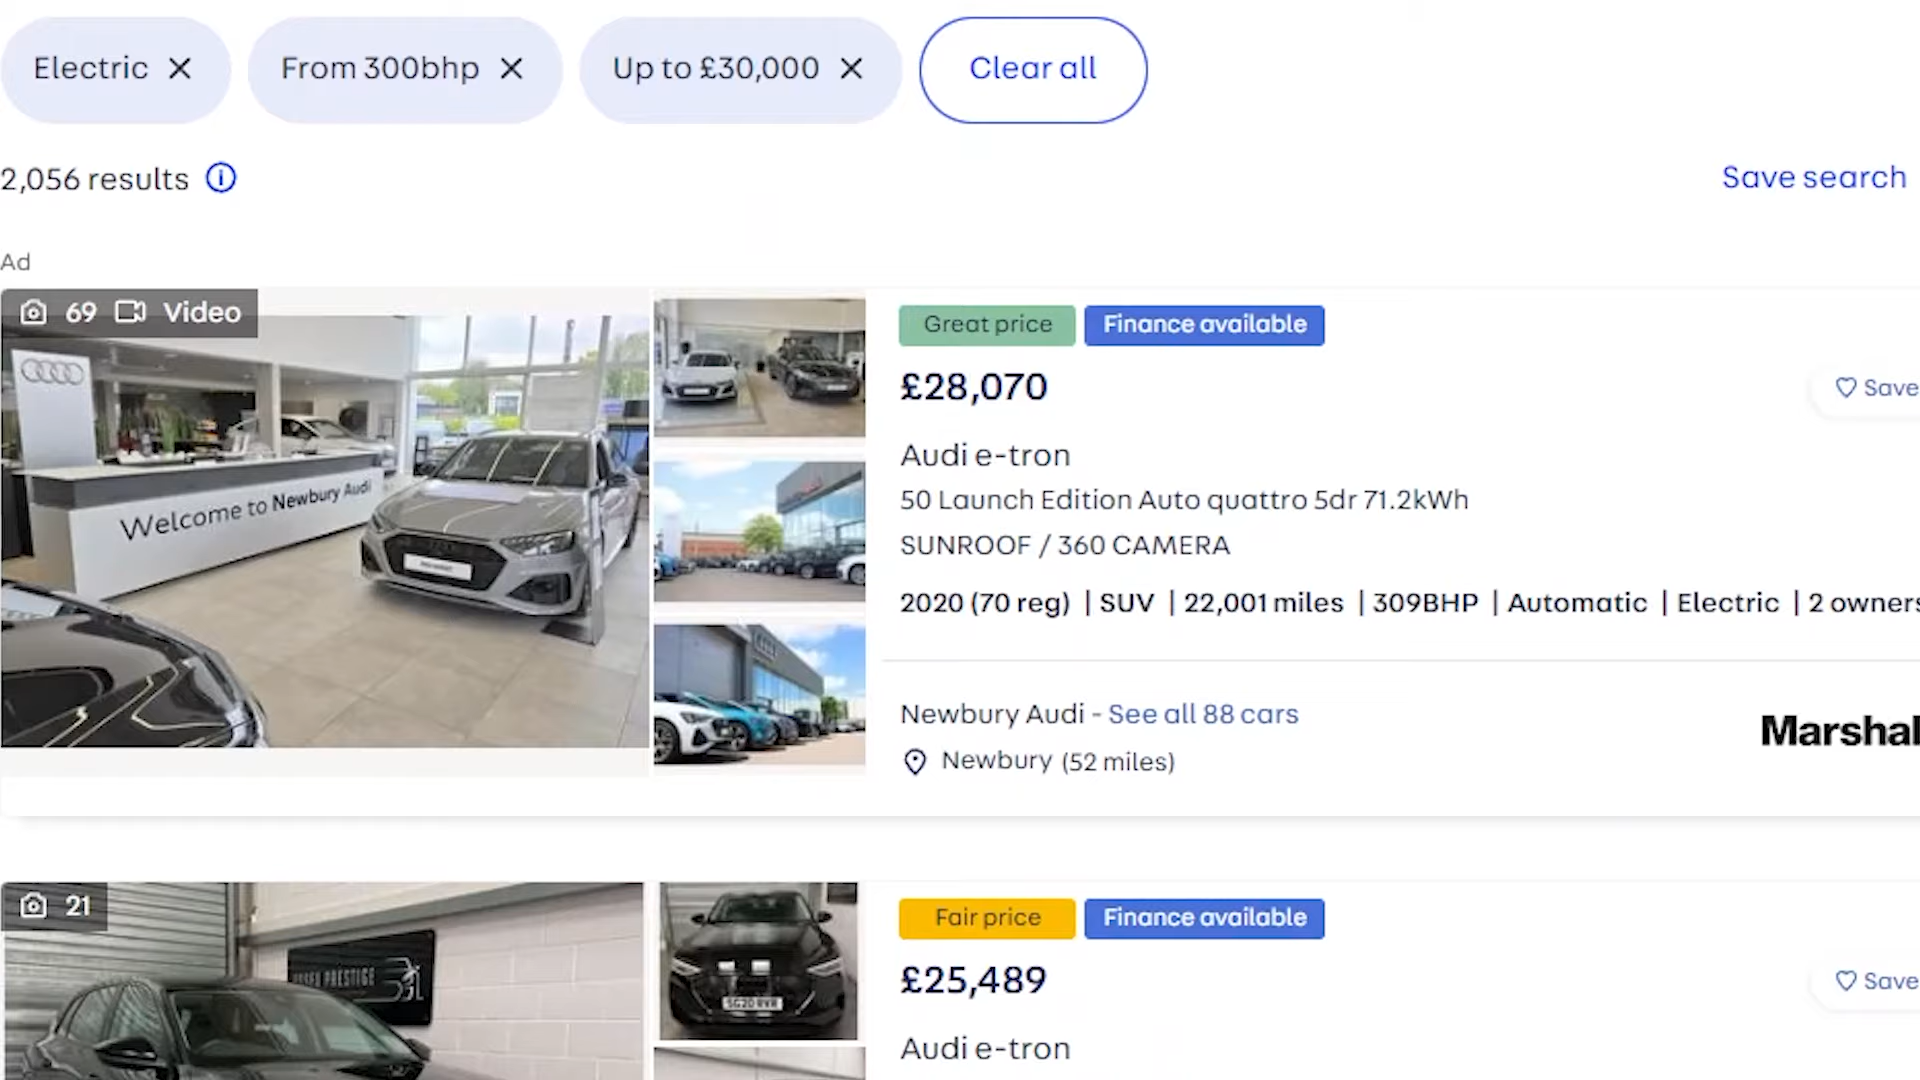 Electric
From 300bhp
Up to £30,000
Clear all
2,056 results
Save search
Ad
69 Video
Welcome to Newbury Audi
Great price
Finance available
£28,070
Save
Audi e-tron
50 Launch Edition Auto quattro 5dr 71.2kWh
SUNROOF / 360 CAMERA
2020 (70 reg) | SUV | 22,001 miles | 309BHP | Automatic | Electric | 2 owners
Newbury Audi - See all 88 cars
Marshal
Newbury (52 miles)
21
PRESTIGE
SG20 RVR
Fair price
Finance available
£25,489
Save
Audi e-tron